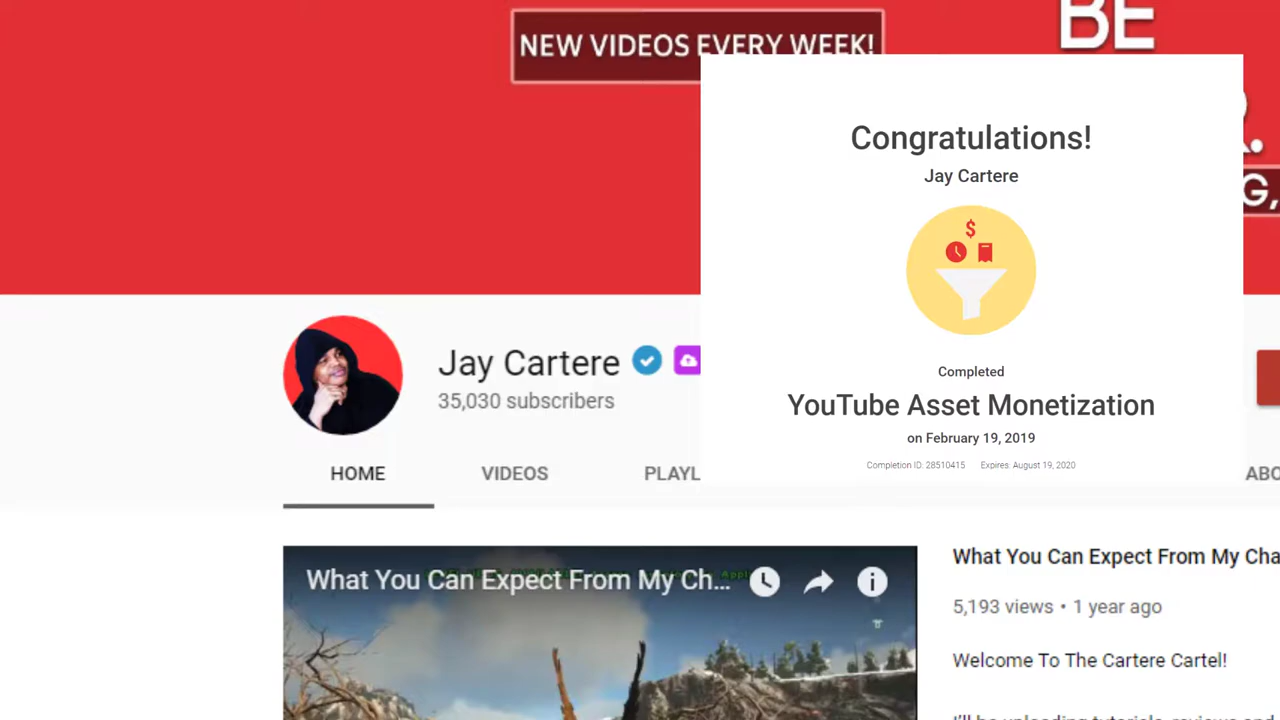 NEW VIDEOS EVERY WEEK!
BE
G,
Congratulations!
Jay Cartere
$
Completed
YouTube Asset Monetization
on February 19, 2019
Completion ID: 28510415 Expires: August 19, 2020
Jay Cartere
35,030 subscribers
HOME VIDEOS PLAYL ABO
What You Can Expect From My Ch...
What You Can Expect From My Cha
5,193 views • 1 year ago
Welcome To The Cartere Cartel!